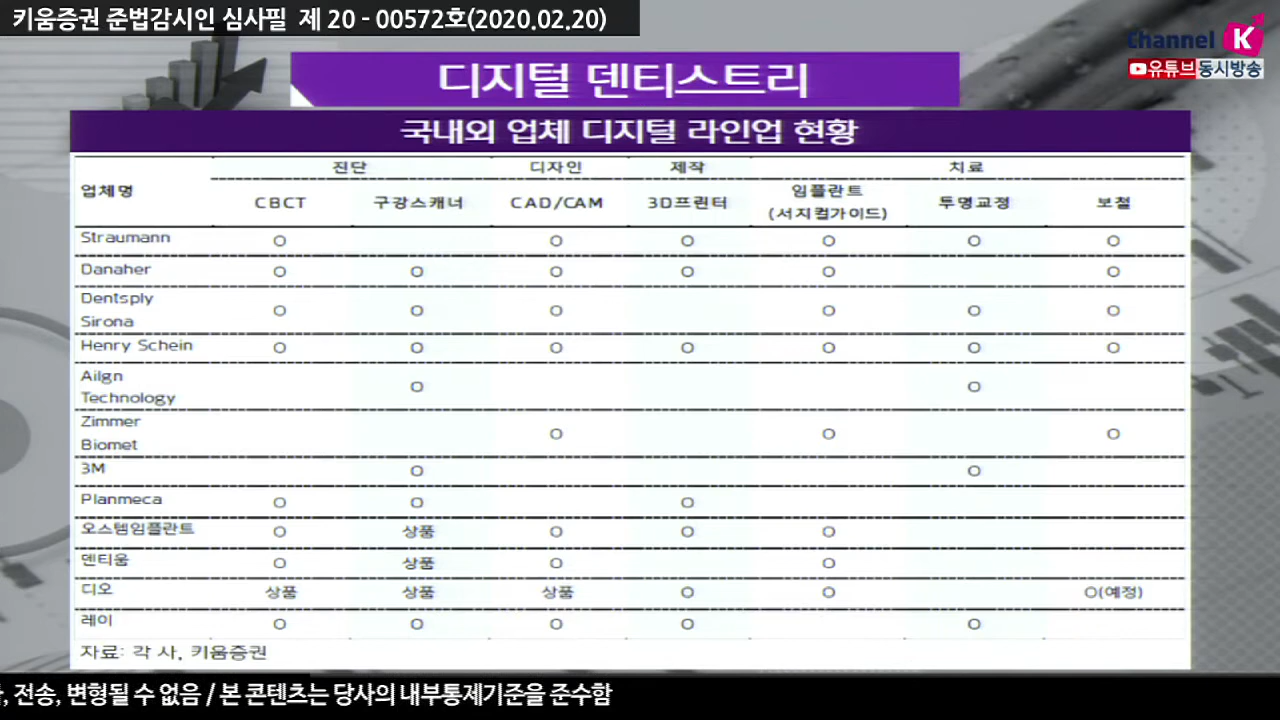 키움증권 준법감시인 심사필 제 20 - 00572호(2020.02.20)
Channel K
유튜브동시방송
디지털 덴티스트리
국내외 업체 디지털 라인업 현황
업체명 진단 디자인 제작 치료
CBCT 구강스캐너 CAD/CAM 3D프린터 임플란트 (서지컬가이드) 투명교정 보철
Straumann O O O O O O
Danaher O O O O O O
Dentsply Sirona O O O O O O
Henry Schein O O O O O O O
Ailgn Technology O O
Zimmer Biomet O O O
3M O O
Planmeca O O O
오스템임플란트 O 상품 O O O
덴티움 O 상품 O O
디오 상품 상품 상품 O O O(예정)
레이 O O O O O
자료: 각 사, 키움증권
, 전송, 변형될 수 없음 / 본 콘텐츠는 당사의 내부통제기준을 준수함